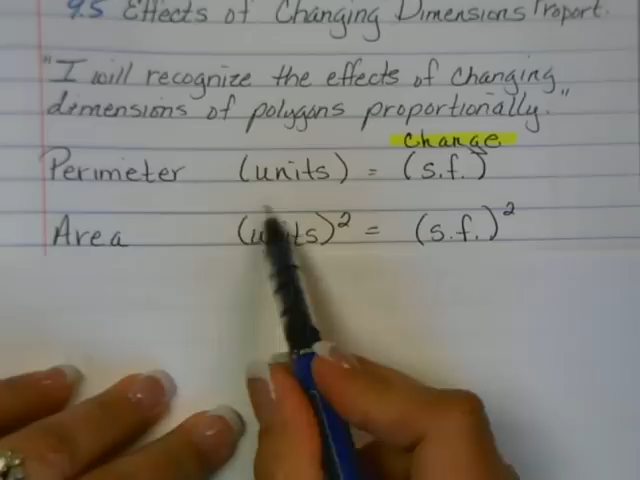 9.5 Effects of Changing Dimensions Proport.
"I will recognize the effects of changing
dimensions of polygons proportionally."
change
Perimeter (units) = (s.f.)
Area (units)² = (s.f.)²